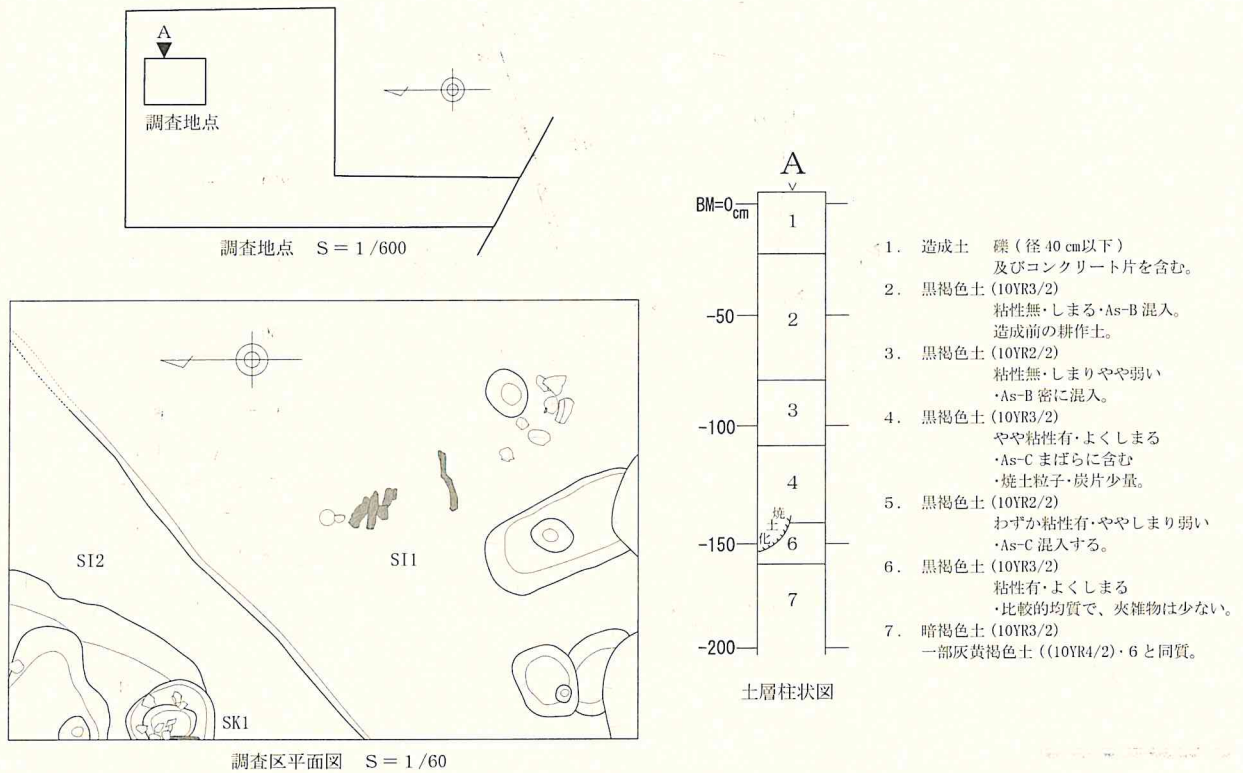 A
調査地点
調査地点　S＝1/600
SI2
SI1
SK1
調査区平面図　S＝1/60
A
BM=0cm
-50
-100
-150
-200
1
2
3
4
焼土化
6
7
土層柱状図
1. 造成土　礫(径40㎝以下)
及びコンクリート片を含む。
2. 黒褐色土(10YR3/2)
粘性無・しまる・As-B混入。
造成前の耕作土。
3. 黒褐色土(10YR2/2)
粘性無・しまりやや弱い
・As-B密に混入。
4. 黒褐色土(10YR3/2)
やや粘性有・よくしまる
・As-Cまばらに含む
・焼土粒子・炭片少量。
5. 黒褐色土(10YR2/2)
わずか粘性有・ややしまり弱い
・As-C混入する。
6. 黒褐色土(10YR3/2)
粘性有・よくしまる
・比較的均質で、夾雑物は少ない。
7. 暗褐色土(10YR3/2)
一部灰黄褐色土((10YR4/2)・6と同質。